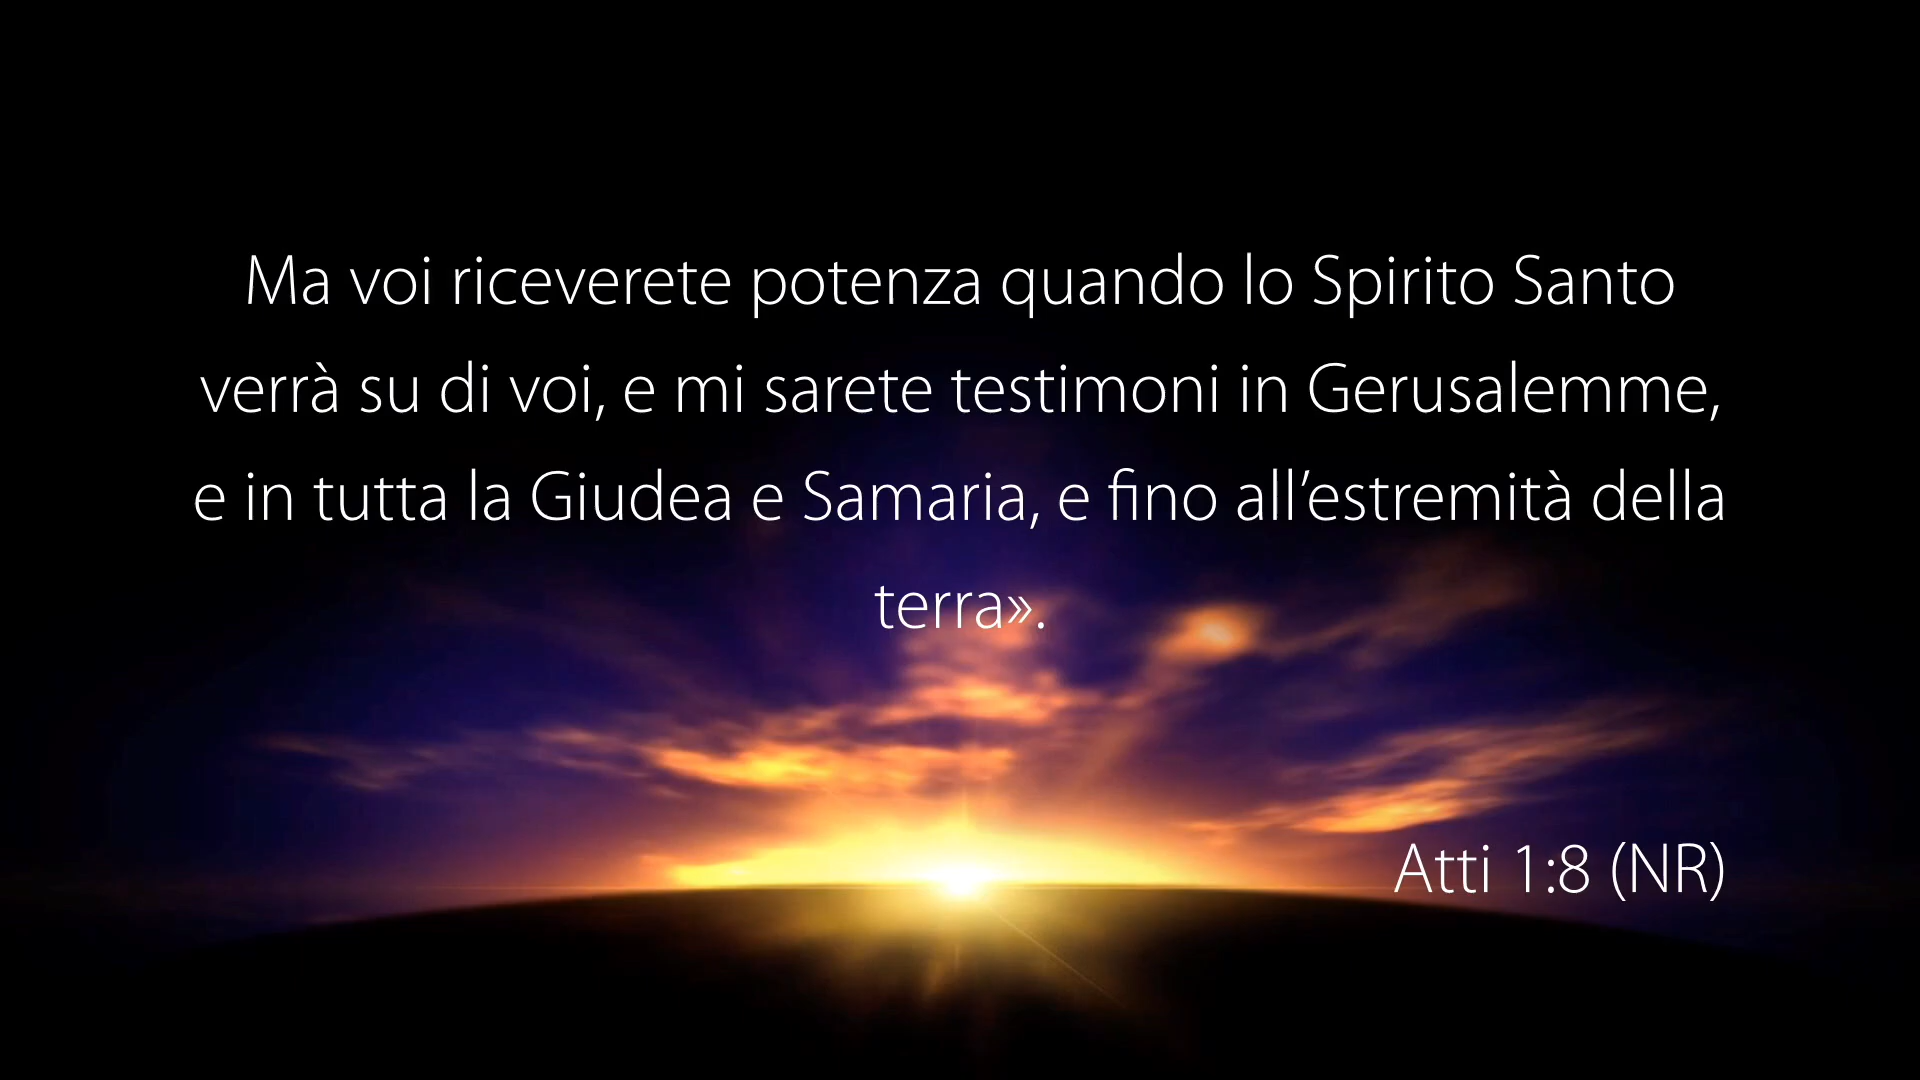 Ma voi riceverete potenza quando lo Spirito Santo
verrà su di voi, e mi sarete testimoni in Gerusalemme,
e in tutta la Giudea e Samaria, e fino all’estremità della
terra».
Atti 1:8 (NR)